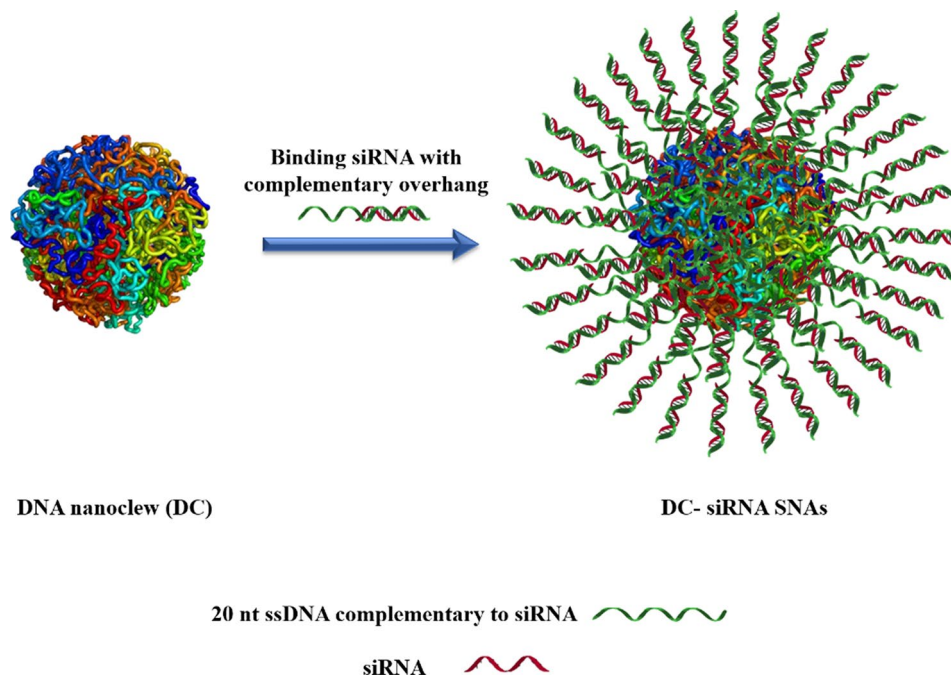 Binding siRNA with
complementary overhang
DNA nanoclew (DC)
DC- siRNA SNAs
20 nt ssDNA complementary to siRNA
siRNA